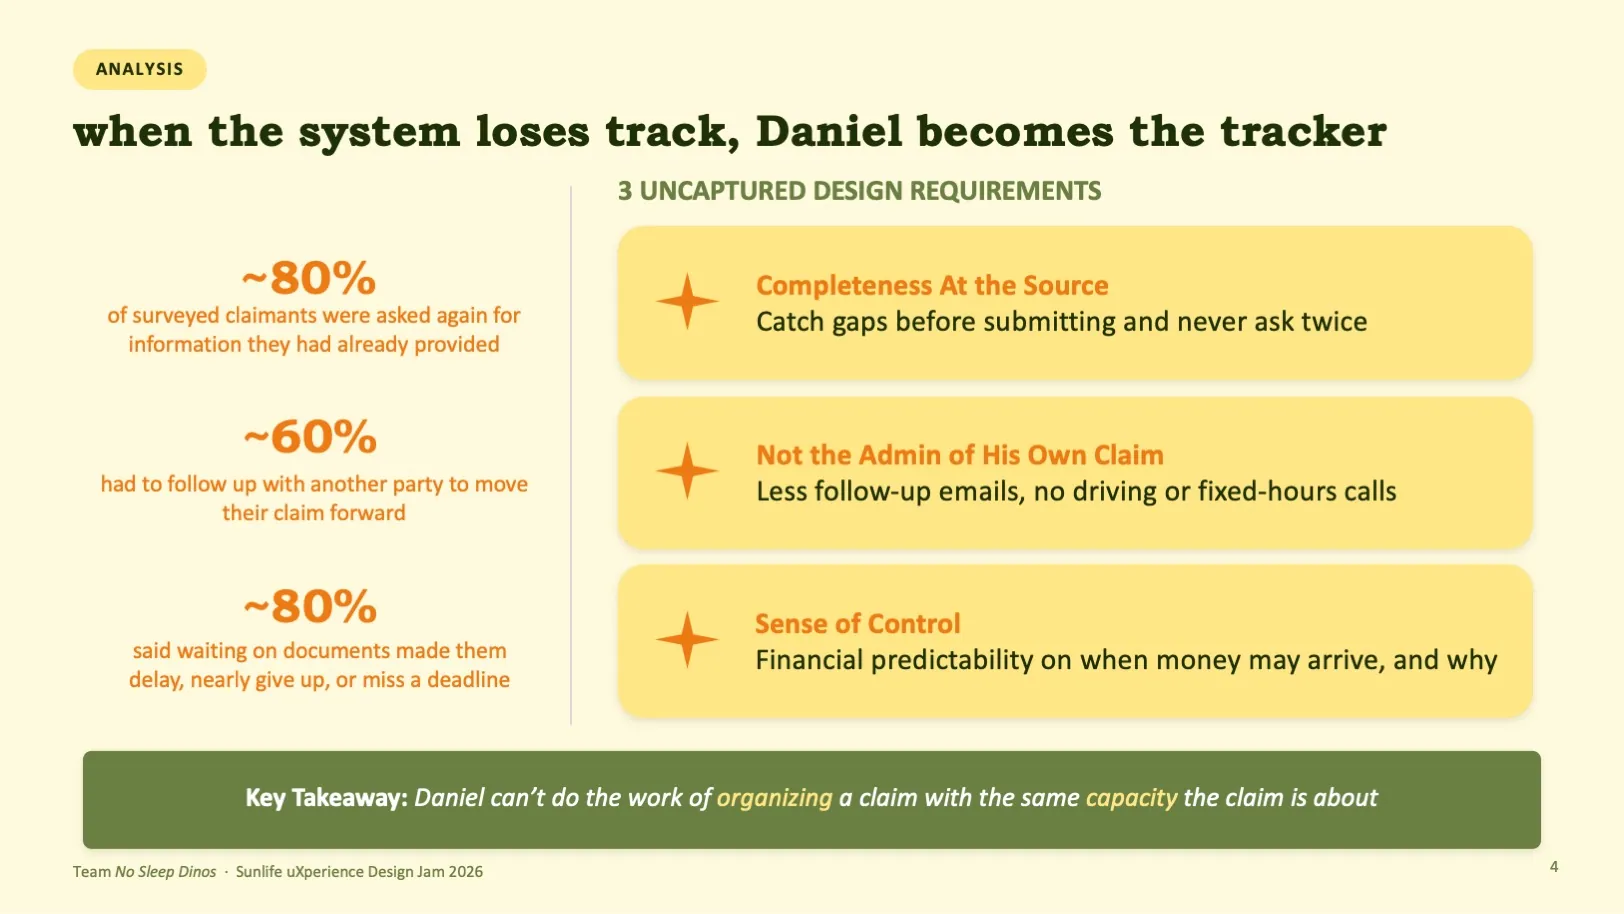 ANALYSIS
when the system loses track, Daniel becomes the tracker
~80%
of surveyed claimants were asked again for
information they had already provided
~60%
had to follow up with another party to move
their claim forward
~80%
said waiting on documents made them
delay, nearly give up, or miss a deadline
3 UNCAPTURED DESIGN REQUIREMENTS
Completeness At the Source
Catch gaps before submitting and never ask twice
Not the Admin of His Own Claim
Less follow-up emails, no driving or fixed-hours calls
Sense of Control
Financial predictability on when money may arrive, and why
Key Takeaway: Daniel can’t do the work of organizing a claim with the same capacity the claim is about
Team No Sleep Dinos · Sunlife uXperience Design Jam 2026
4